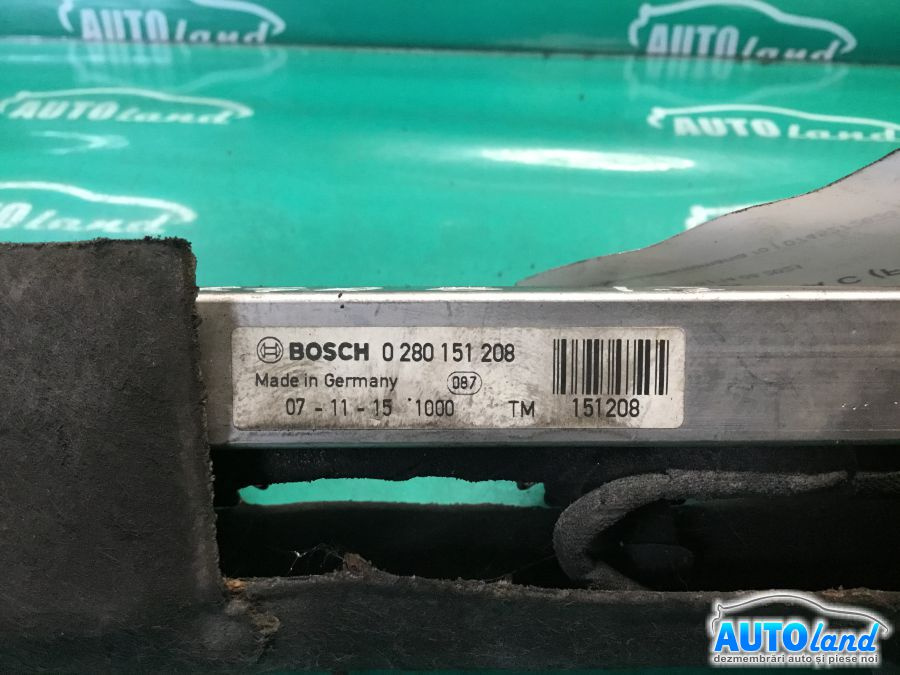 AUTOland
AUTOland
AUTOland
AUTOland
AUTOland
BOSCH 0 280 151 208
Made in Germany 087
07 - 11 - 15 1000 TM 151208
AUTOland
dezmembrări auto și piese noi